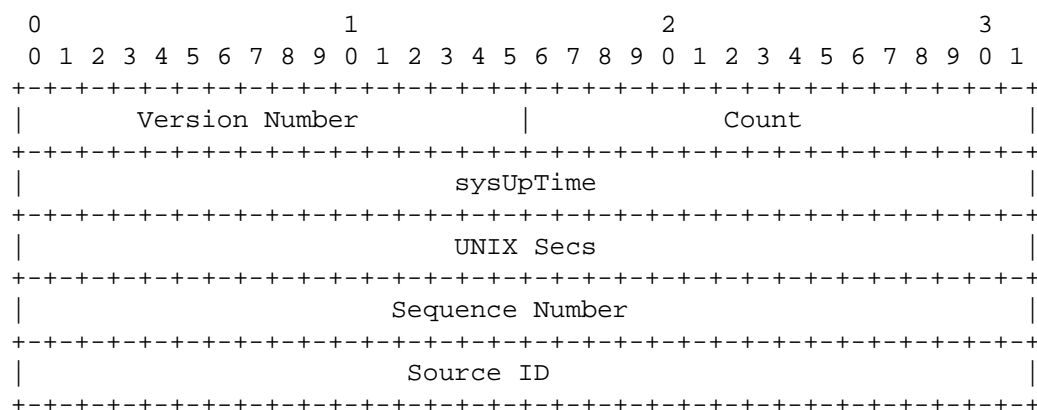 0                   1                   2                   3
 0 1 2 3 4 5 6 7 8 9 0 1 2 3 4 5 6 7 8 9 0 1 2 3 4 5 6 7 8 9 0 1
+-+-+-+-+-+-+-+-+-+-+-+-+-+-+-+-+-+-+-+-+-+-+-+-+-+-+-+-+-+-+-+-+
|       Version Number          |            Count              |
+-+-+-+-+-+-+-+-+-+-+-+-+-+-+-+-+-+-+-+-+-+-+-+-+-+-+-+-+-+-+-+-+
|                           sysUpTime                           |
+-+-+-+-+-+-+-+-+-+-+-+-+-+-+-+-+-+-+-+-+-+-+-+-+-+-+-+-+-+-+-+-+
|                           UNIX Secs                           |
+-+-+-+-+-+-+-+-+-+-+-+-+-+-+-+-+-+-+-+-+-+-+-+-+-+-+-+-+-+-+-+-+
|                       Sequence Number                         |
+-+-+-+-+-+-+-+-+-+-+-+-+-+-+-+-+-+-+-+-+-+-+-+-+-+-+-+-+-+-+-+-+
|                        Source ID                              |
+-+-+-+-+-+-+-+-+-+-+-+-+-+-+-+-+-+-+-+-+-+-+-+-+-+-+-+-+-+-+-+-+